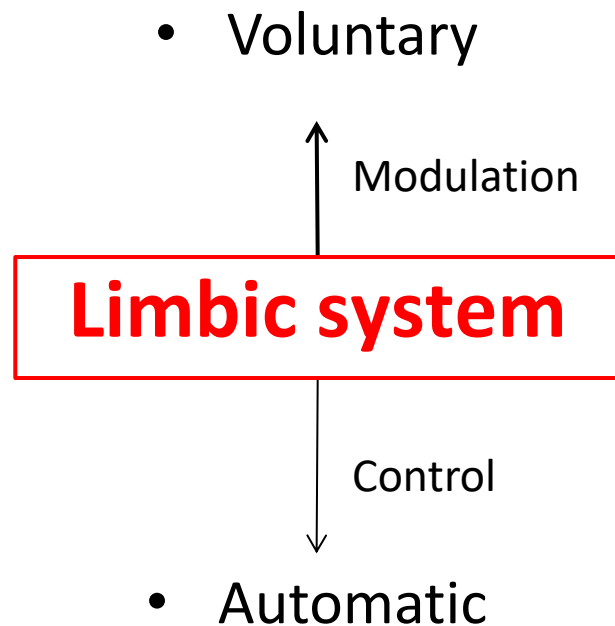 • Voluntary
Modulation
Limbic system
Control
• Automatic